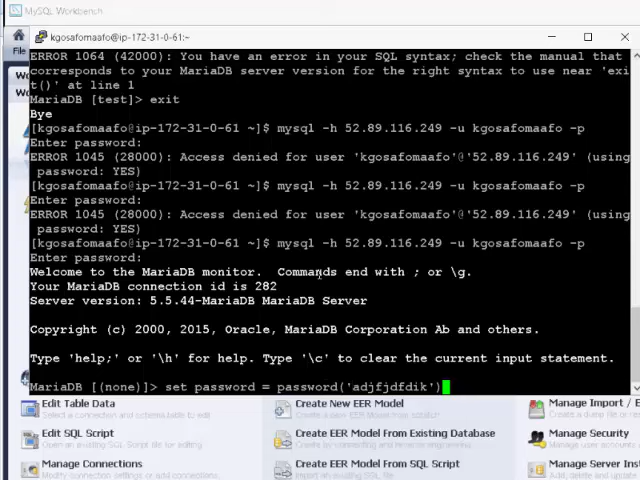 MySQL Workbench
kgosafomaafo@ip-172-31-0-61:~
File
ERROR 1064 (42000): You have an error in your SQL syntax; check the manual that
corresponds to your MariaDB server version for the right syntax to use near 'exi
t()' at line 1
MariaDB [test]> exit
Bye
[kgosafomaafo@ip-172-31-0-61 ~]$ mysql -h 52.89.116.249 -u kgosafomaafo -p
Enter password:
ERROR 1045 (28000): Access denied for user 'kgosafomaafo'@'52.89.116.249' (using
password: YES)
[kgosafomaafo@ip-172-31-0-61 ~]$ mysql -h 52.89.116.249 -u kgosafomaafo -p
Enter password:
ERROR 1045 (28000): Access denied for user 'kgosafomaafo'@'52.89.116.249' (using
password: YES)
[kgosafomaafo@ip-172-31-0-61 ~]$ mysql -h 52.89.116.249 -u kgosafomaafo -p
Enter password:
Welcome to the MariaDB monitor.  Commands end with ; or \g.
Your MariaDB connection id is 282
Server version: 5.5.44-MariaDB MariaDB Server
Copyright (c) 2000, 2015, Oracle, MariaDB Corporation Ab and others.
Type 'help;' or '\h' for help. Type '\c' to clear the current input statement.
MariaDB [(none)]> set password = password('adjfjdfdik')
Edit Table Data
Create New EER Model
Manage Import / E
Edit SQL Script
Create EER Model From Existing Database
Manage Security
Manage Connections
Create EER Model From SQL Script
Manage Server Inst